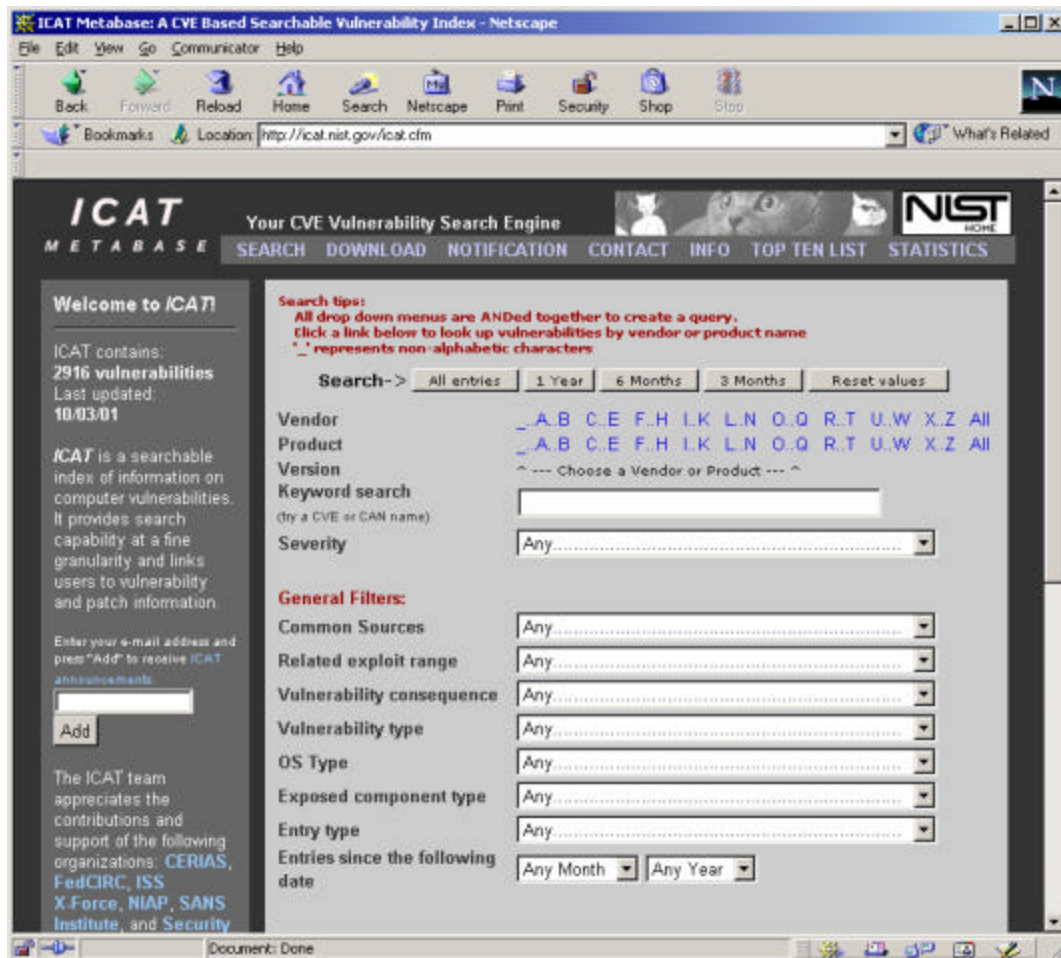 ICAT Metabase: A CVE Based Searchable Vulnerability Index - Netscape
File Edit View Go Communicator Help
Back Forward Reload Home Search Netscape Print Security Shop Stop
Bookmarks Location: http://icat.nist.gov/icat.cfm What's Related
ICAT
METABASE
Your CVE Vulnerability Search Engine
NIST
HOME
SEARCH DOWNLOAD NOTIFICATION CONTACT INFO TOP TEN LIST STATISTICS
Welcome to ICAT!
ICAT contains:
2916 vulnerabilities
Last updated:
10/03/01
ICAT is a searchable
index of information on
computer vulnerabilities.
It provides search
capability at a fine
granularity and links
users to vulnerability
and patch information.
Enter your e-mail address and
press "Add" to receive ICAT
announcements.
Add
The ICAT team
appreciates the
contributions and
support of the following
organizations: CERIAS,
FedCIRC, ISS
X-Force, NIAP, SANS
Institute, and Security
Search tips:
All drop down menus are ANDed together to create a query.
Click a link below to look up vulnerabilities by vendor or product name
'_' represents non-alphabetic characters
Search-> All entries 1 Year 6 Months 3 Months Reset values
Vendor _..A..B C..E F..H I..K L..N O..Q R..T U..W X..Z All
Product _..A..B C..E F..H I..K L..N O..Q R..T U..W X..Z All
Version ^ --- Choose a Vendor or Product --- ^
Keyword search
(try a CVE or CAN name)
Severity Any
General Filters:
Common Sources Any
Related exploit range Any
Vulnerability consequence Any
Vulnerability type Any
OS Type Any
Exposed component type Any
Entry type Any
Entries since the following
date Any Month Any Year
Document: Done